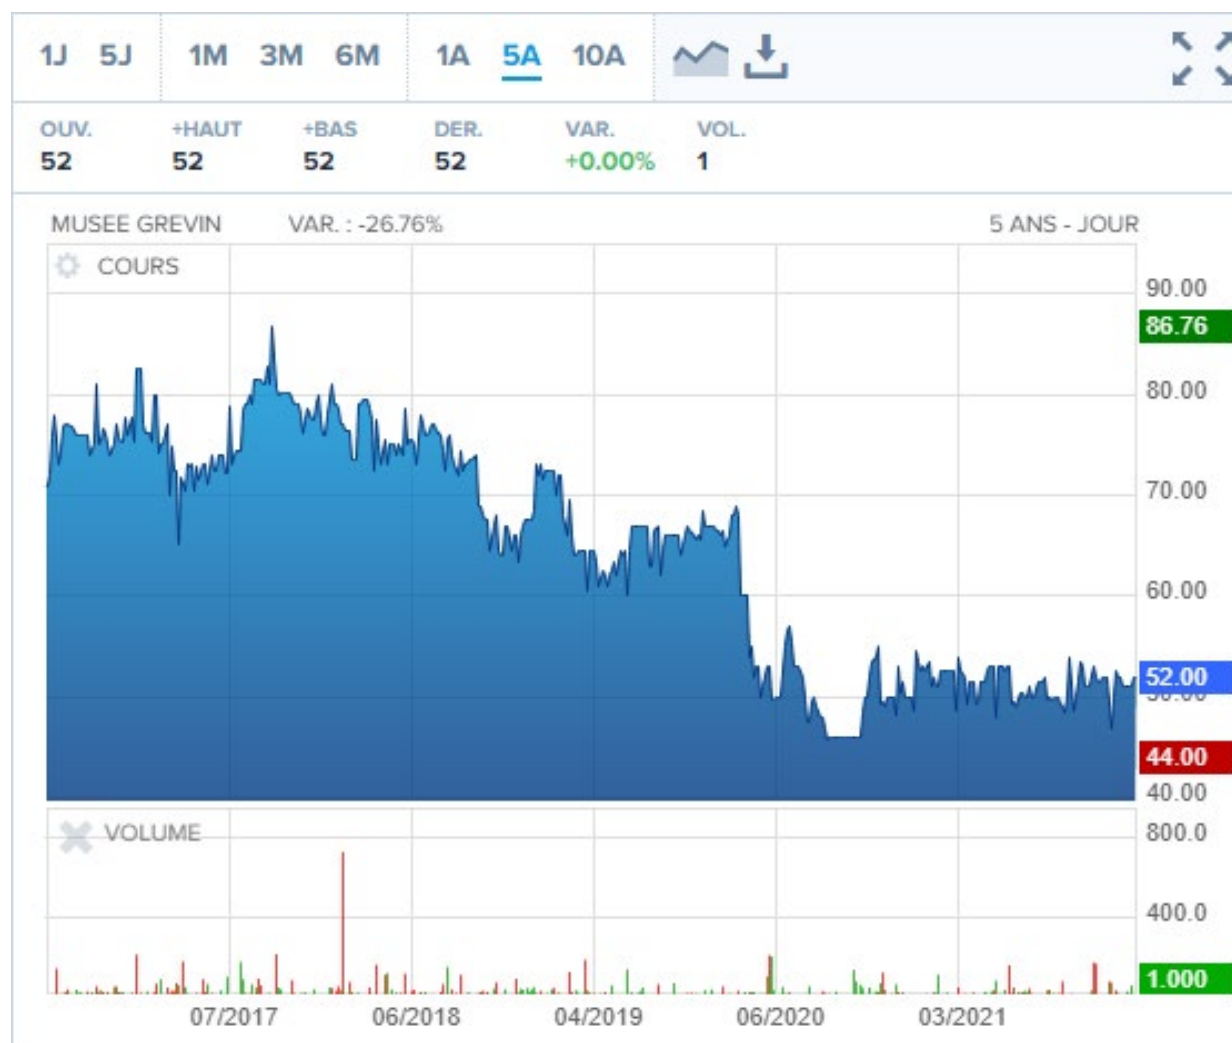 1J 5J 1M 3M 6M 1A 5A 10A
OUV. +HAUT +BAS DER. VAR. VOL.
52 52 52 52 +0.00% 1
MUSEE GREVIN VAR. : -26.76% 5 ANS - JOUR
COURS
90.00
86.76
80.00
70.00
60.00
52.00
50.00
44.00
40.00
VOLUME
800.0
400.0
1.000
07/2017 06/2018 04/2019 06/2020 03/2021